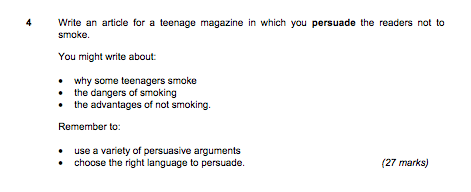 4 Write an article for a teenage magazine in which you persuade the readers not to
smoke.
You might write about:
• why some teenagers smoke
• the dangers of smoking
• the advantages of not smoking.
Remember to:
• use a variety of persuasive arguments
• choose the right language to persuade. (27 marks)